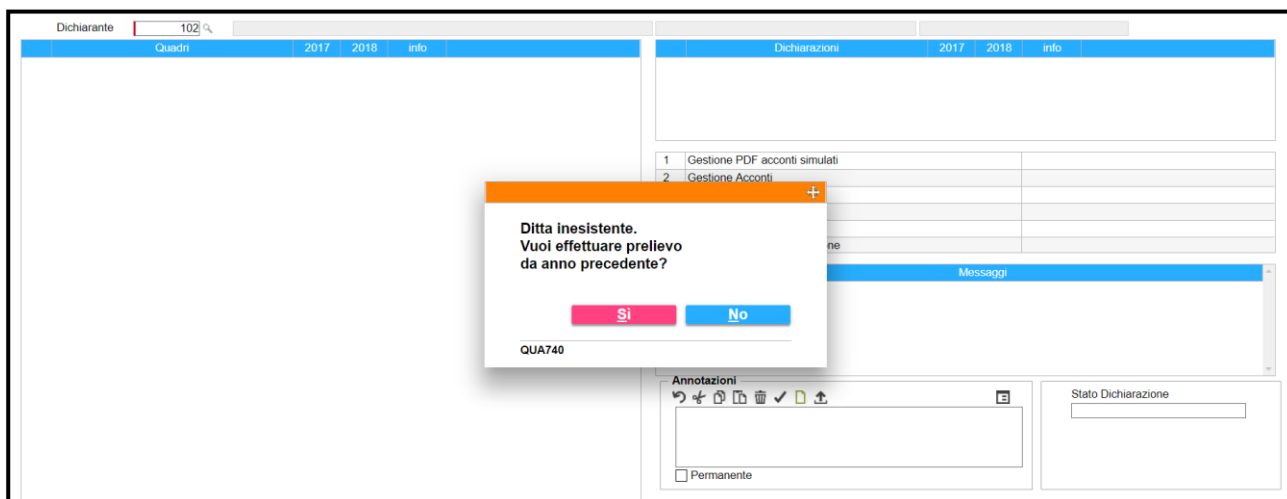 Dichiarante 102
Quadri 2017 2018 info
Dichiarazioni 2017 2018 info
1 Gestione PDF acconti simulati
2 Gestione Acconti
ne
Ditta inesistente.
Vuoi effettuare prelievo
da anno precedente?
Sì No
QUA740
Messaggi
Annotazioni
Permanente
Stato Dichiarazione